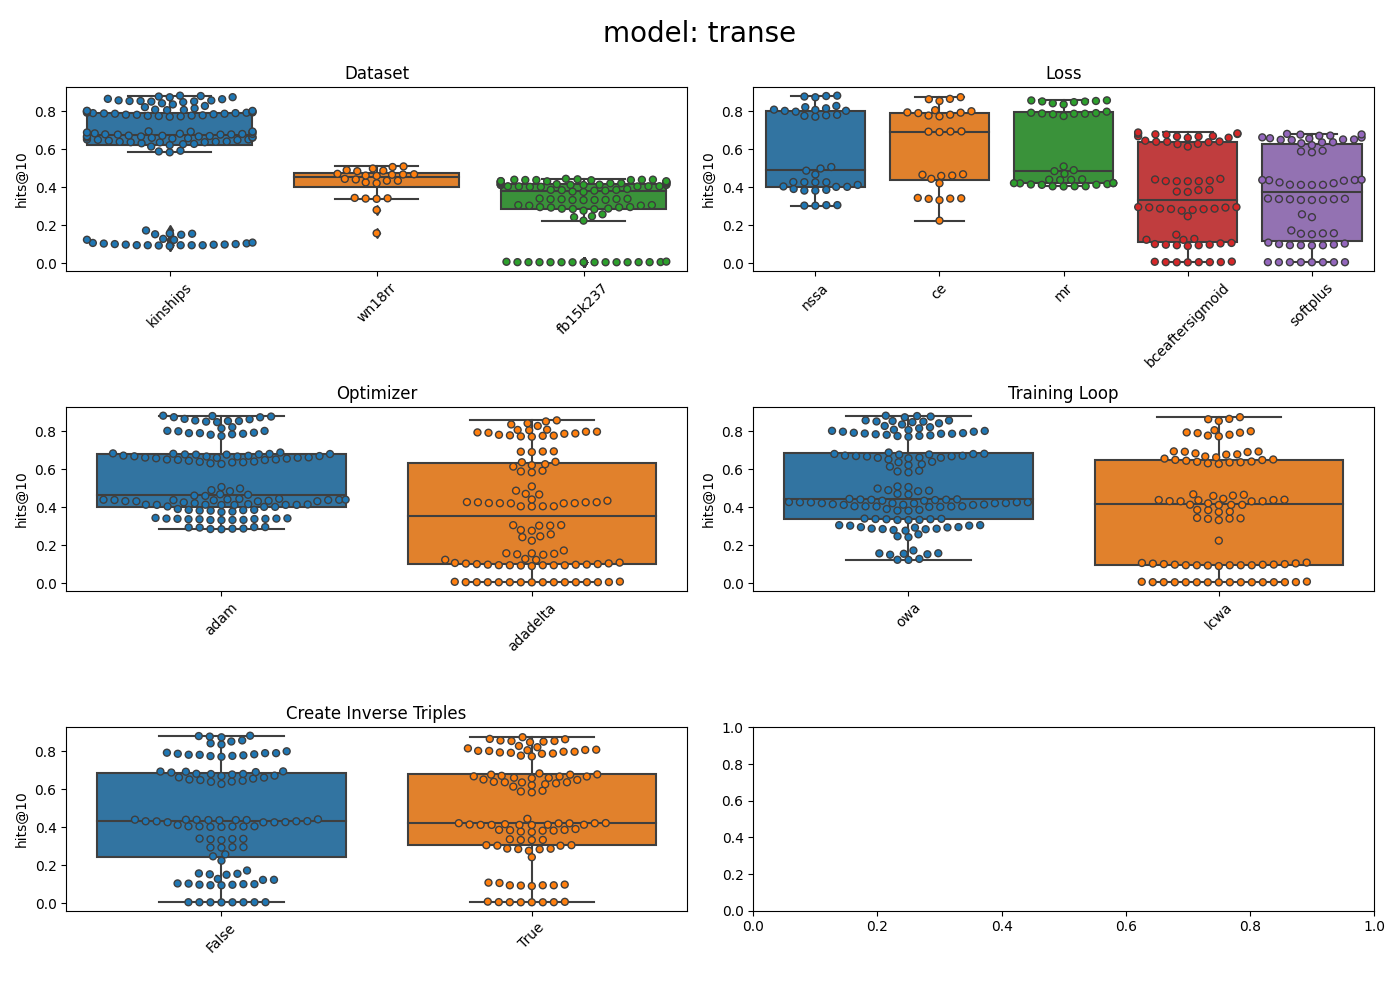 model: transe
Dataset
hits@10
0.8
0.6
0.4
0.2
0.0
kinships
wn18rr
fb15k237
Loss
hits@10
0.8
0.6
0.4
0.2
0.0
nssa
ce
mr
bceaftersigmoid
softplus
Optimizer
hits@10
0.8
0.6
0.4
0.2
0.0
adam
adadelta
Training Loop
hits@10
0.8
0.6
0.4
0.2
0.0
owa
lcwa
Create Inverse Triples
hits@10
0.8
0.6
0.4
0.2
0.0
False
True
1.0
0.8
0.6
0.4
0.2
0.0
0.0 0.2 0.4 0.6 0.8 1.0